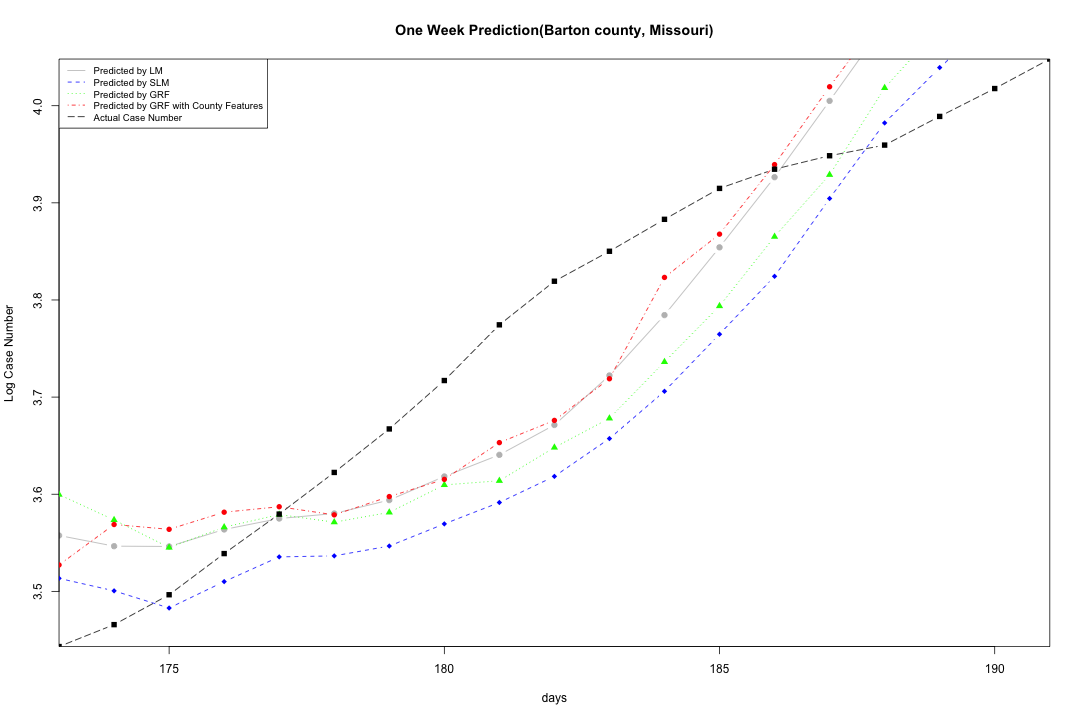 One Week Prediction(Barton county, Missouri)
Predicted by LM
Predicted by SLM
Predicted by GRF
Predicted by GRF with County Features
Actual Case Number
4.0
3.9
3.8
3.7
3.6
3.5
Log Case Number
175
180
185
190
days